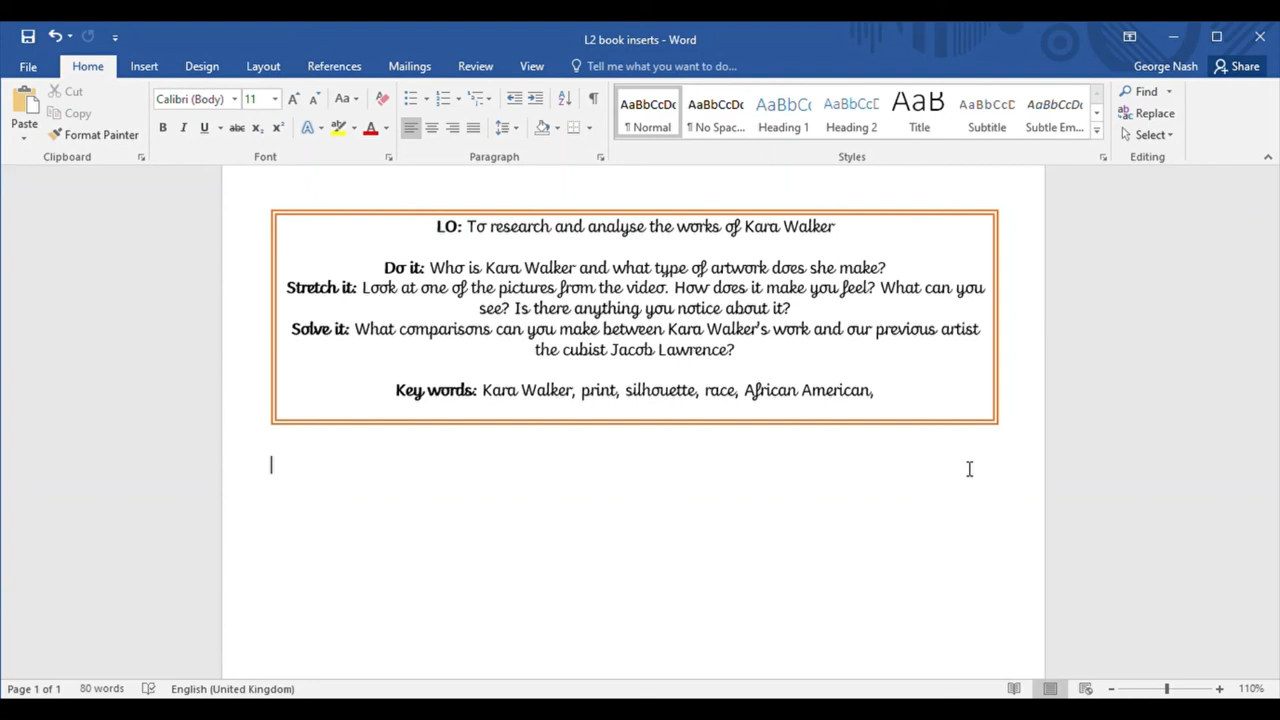 L2 book inserts - Word
File Home Insert Design Layout References Mailings Review View Tell me what you want to do... George Nash Share
Paste
Cut
Copy
Format Painter
Clipboard
Calibri (Body) 11
Font
Paragraph
AaBbCcDc AaBbCcDc AaBbCc AaBbCcD AaB AaBbCcD AaBbCcDc
¶ Normal ¶ No Spac... Heading 1 Heading 2 Title Subtitle Subtle Em...
Styles
Find
Replace
Select
Editing
LO: To research and analyse the works of Kara Walker
Do it: Who is Kara Walker and what type of artwork does she make?
Stretch it: Look at one of the pictures from the video. How does it make you feel? What can you
see? Is there anything you notice about it?
Solve it: What comparisons can you make between Kara Walker's work and our previous artist
the cubist Jacob Lawrence?
Key words: Kara Walker, print, silhouette, race, African American,
Page 1 of 1 80 words English (United Kingdom) 110%